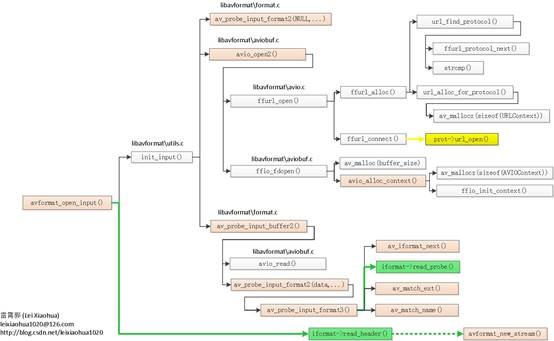 libavformat\format.c
av_probe_input_format2(NULL,...)
libavformat\aviobuf.c
avio_open2()
url_find_protocol()
ffurl_protocol_next()
strcmp()
libavformat\avio.c
ffurl_open()
ffurl_alloc()
url_alloc_for_protocol()
av_mallocz(sizeof(URLContext))
libavformat\utils.c
init_input()
ffurl_connect()
prot->url_open()
libavformat\aviobuf.c
ffio_fdopen()
av_malloc(buffer_size)
avio_alloc_context()
av_mallocz(sizeof(AVIOContext))
ffio_init_context()
avformat_open_input()
libavformat\format.c
av_probe_input_buffer2()
libavformat\aviobuf.c
avio_read()
av_probe_input_format2(data,...)
av_probe_input_format3()
av_iformat_next()
iformat->read_probe()
av_match_ext()
av_match_name()
雷霄骅 (Lei Xiaohua)
leixiaohua1020@126.com
http://blog.csdn.net/leixiaohua1020
iformat->read_header()
avformat_new_stream()